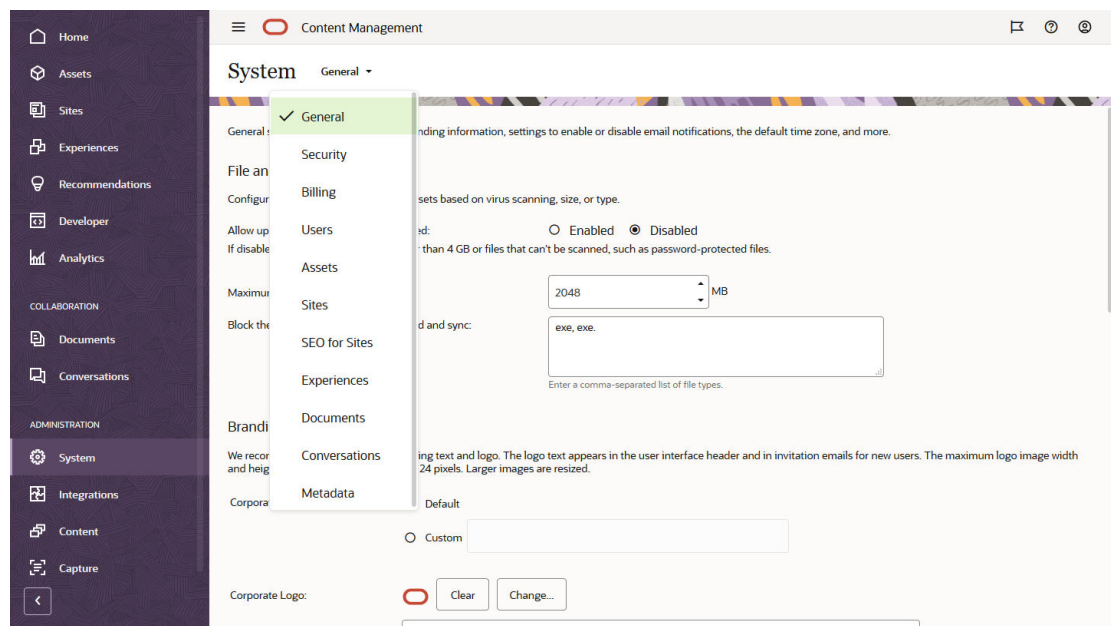 Home
Assets
Sites
Experiences
Recommendations
Developer
Analytics
COLLABORATION
Documents
Conversations
ADMINISTRATION
System
Integrations
Content
Capture
Content Management
System General
General
Security
Billing
Users
Assets
Sites
SEO for Sites
Experiences
Documents
Conversations
Metadata
General nding information, settings to enable or disable email notifications, the default time zone, and more.
File an
Configur sets based on virus scanning, size, or type.
Allow up ed: Enabled Disabled
If disable than 4 GB or files that can't be scanned, such as password-protected files.
Maximu 2048 MB
Block the d and sync: exe, exe.
Enter a comma-separated list of file types.
Brandi
We recor ing text and logo. The logo text appears in the user interface header and in invitation emails for new users. The maximum logo image width
and heig 24 pixels. Larger images are resized.
Corpora Default
Custom
Corporate Logo: Clear Change...